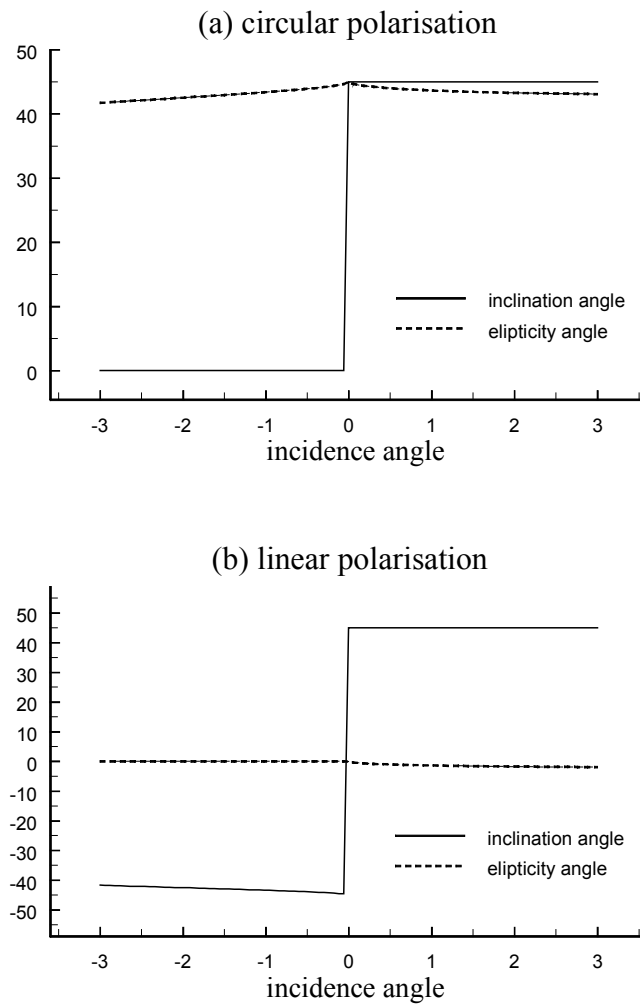 (a) circular polarisation
50
40
30
20
10
0
inclination angle
elipticity angle
-3 -2 -1 0 1 2 3
incidence angle
(b) linear polarisation
50
40
30
20
10
0
-10
-20
-30
-40
-50
inclination angle
elipticity angle
-3 -2 -1 0 1 2 3
incidence angle